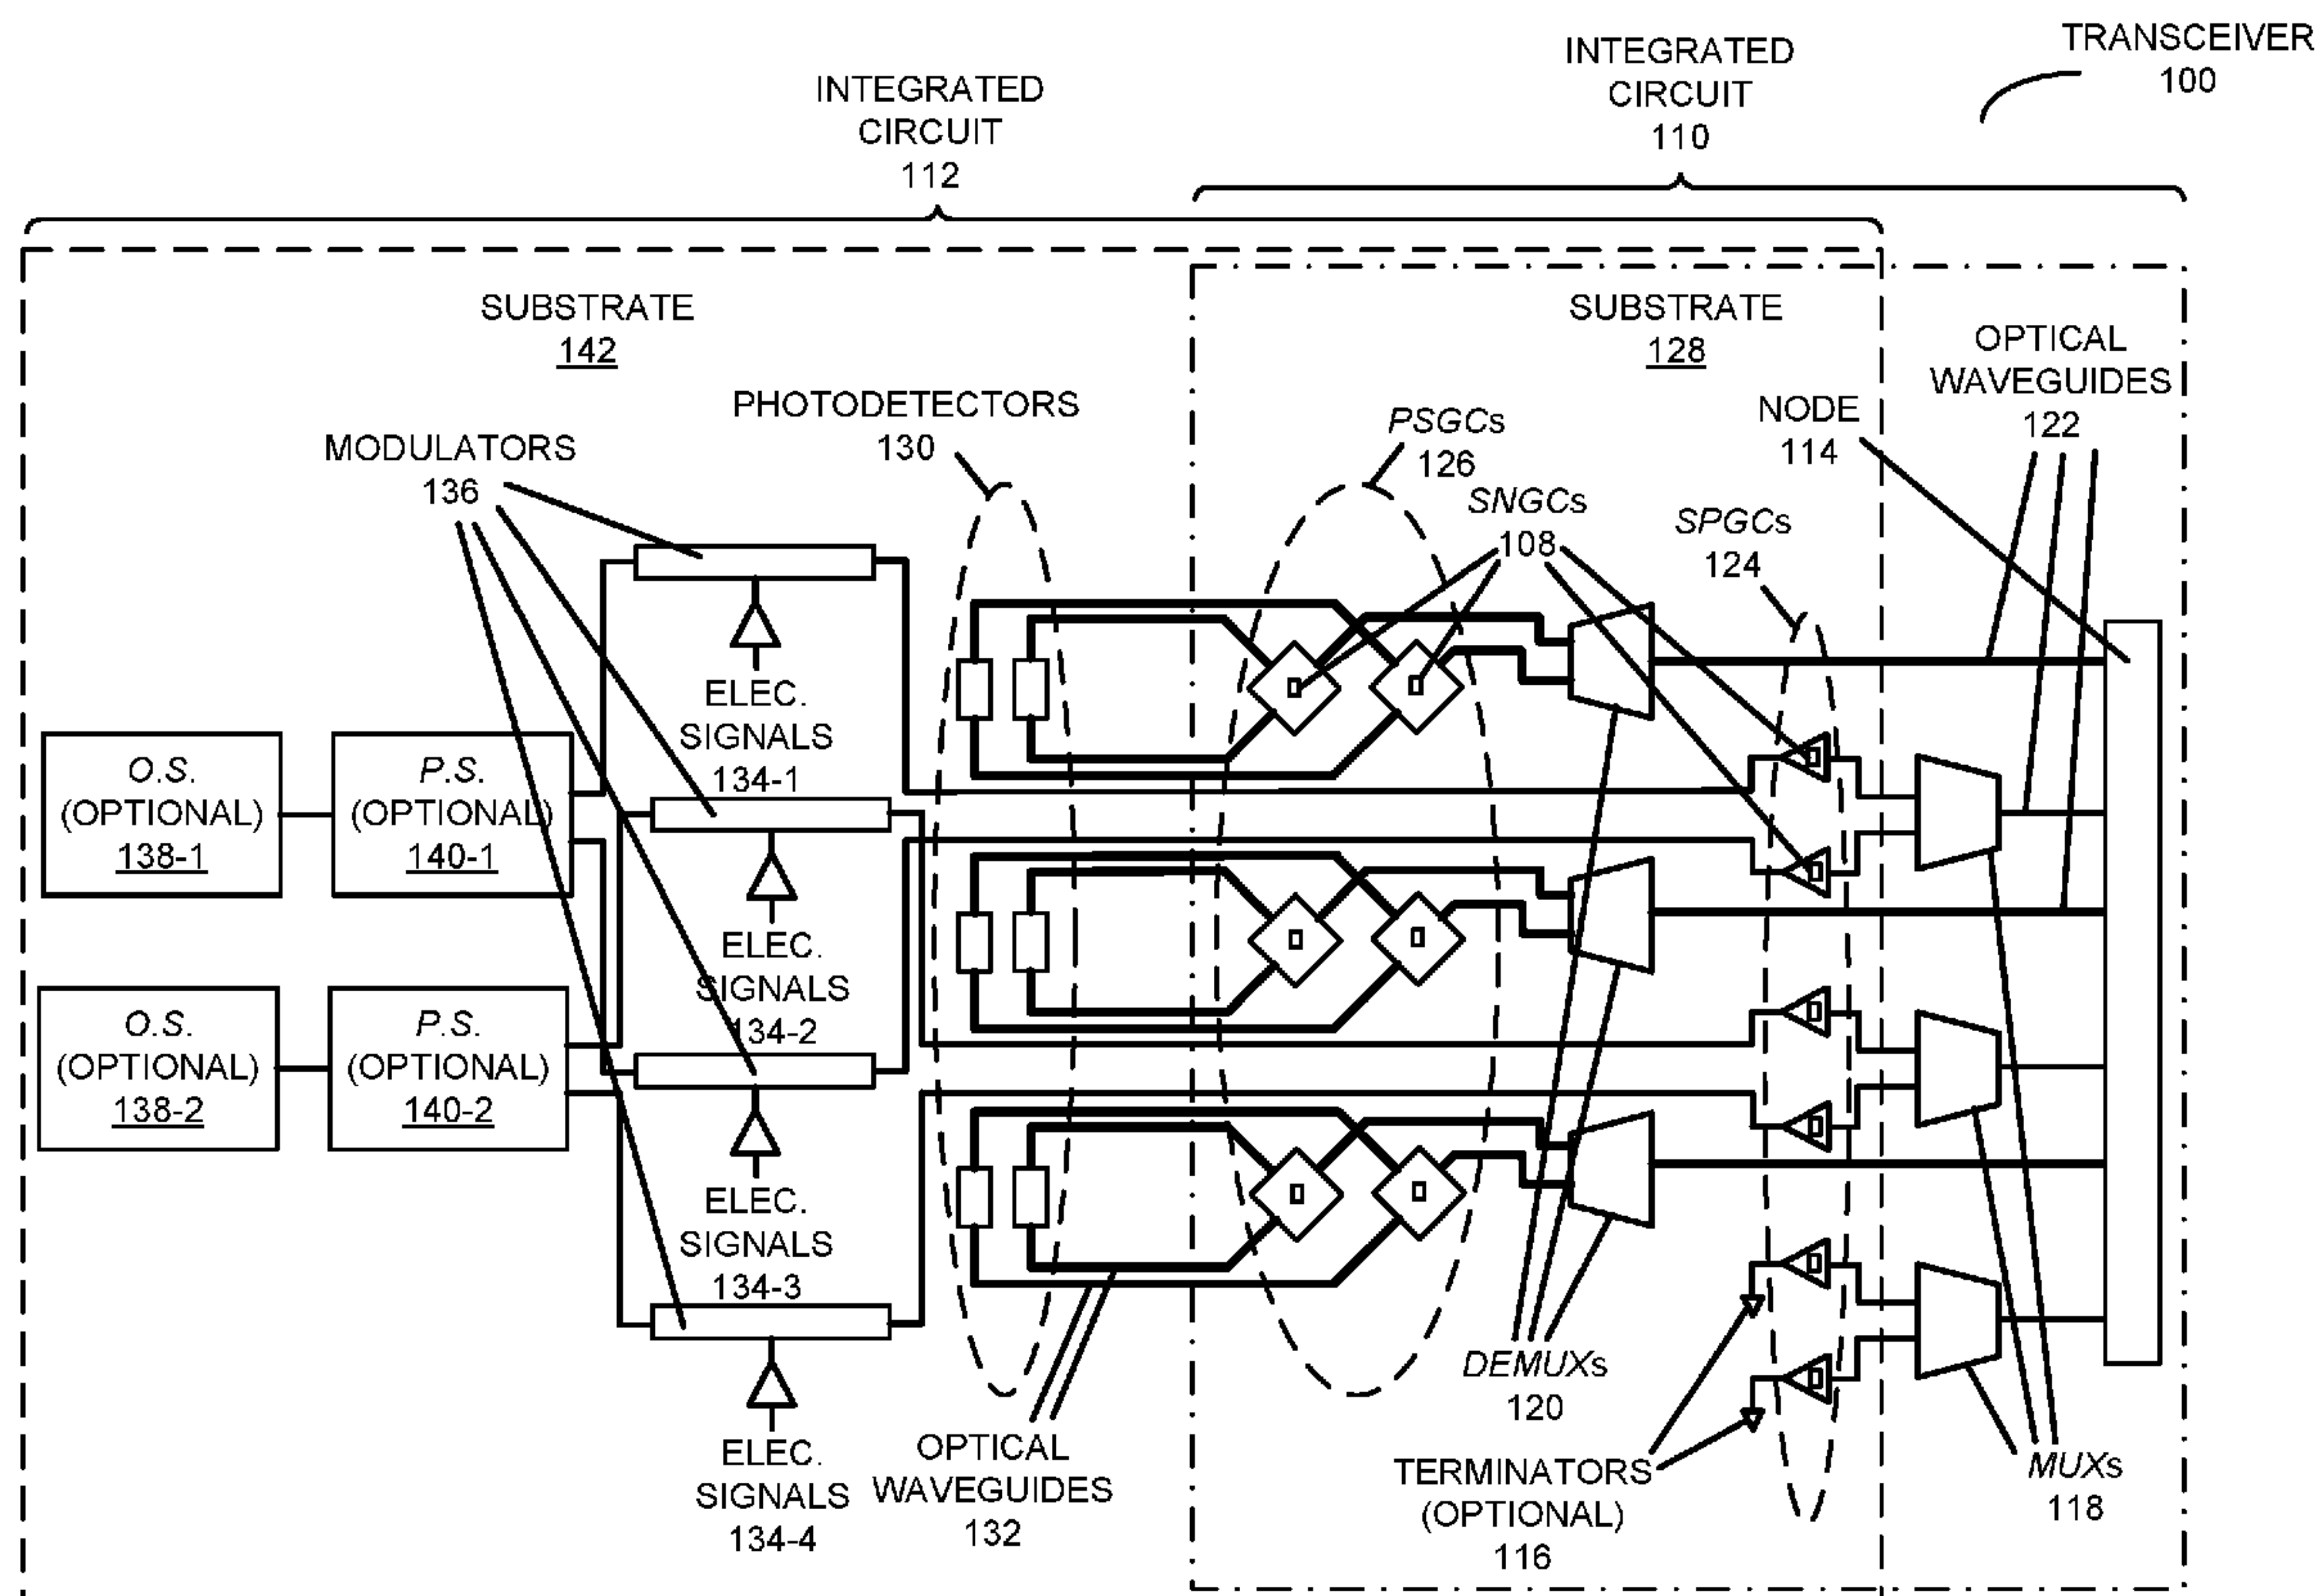 TRANSCEIVER
100
INTEGRATED
CIRCUIT
110
INTEGRATED
CIRCUIT
112
SUBSTRATE
142
SUBSTRATE
128
OPTICAL
WAVEGUIDES
122
PHOTODETECTORS
130
PSGCs
126
NODE
114
MODULATORS
136
SNGCs
108
SPGCs
124
ELEC.
SIGNALS
134-1
O.S.
(OPTIONAL)
138-1
P.S.
(OPTIONAL)
140-1
ELEC.
SIGNALS
134-2
O.S.
(OPTIONAL)
138-2
P.S.
(OPTIONAL)
140-2
ELEC.
SIGNALS
134-3
DEMUXs
120
ELEC.
SIGNALS
134-4
OPTICAL
WAVEGUIDES
132
TERMINATORS
(OPTIONAL)
116
MUXs
118